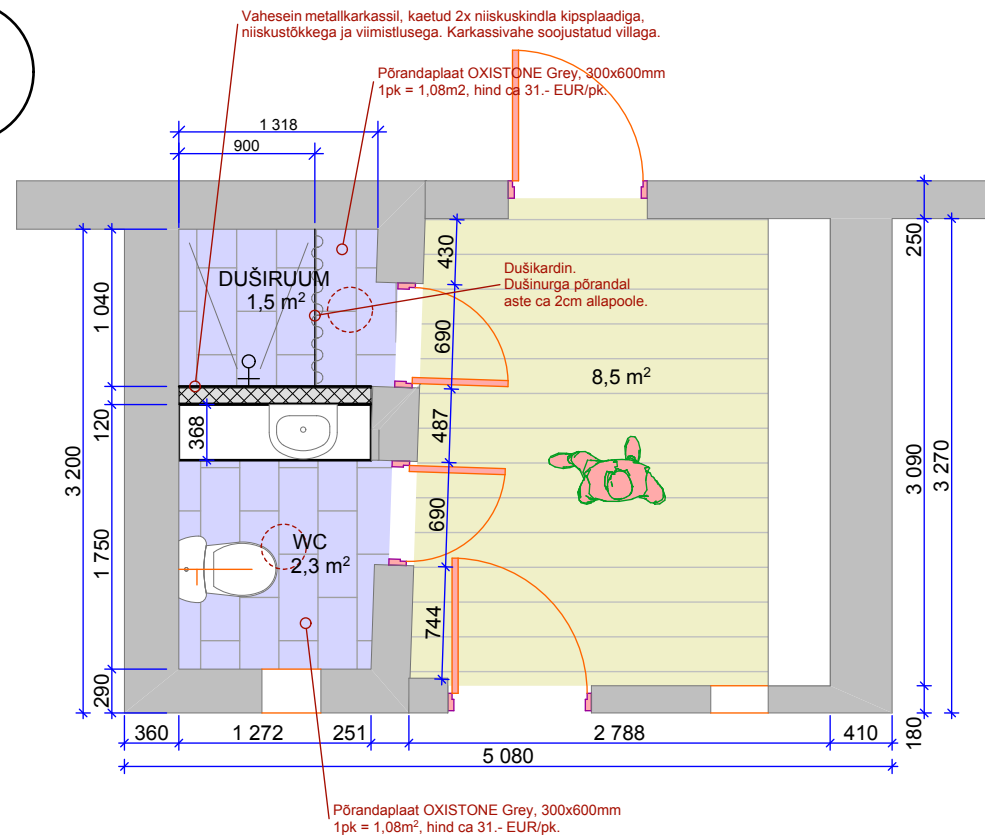 Vahesein metallkarkassil, kaetud 2x niiskuskindla kipsplaadiga,
niiskustõkkega ja viimistlusega. Karkassivahe soojustatud villaga.
Põrandaplaat OXISTONE Grey, 300x600mm
1pk = 1,08m2, hind ca 31.- EUR/pk.
1 318
900
250
430
DUŠIRUUM
1,5 m²
Dušikardin.
Dušinurga põrandal
aste ca 2cm allapoole.
1 040
690
8,5 m²
120
368
487
3 200
3 090
3 270
1 750
WC
2,3 m²
690
744
290
180
360
1 272
251
2 788
410
5 080
Põrandaplaat OXISTONE Grey, 300x600mm
1pk = 1,08m², hind ca 31.- EUR/pk.